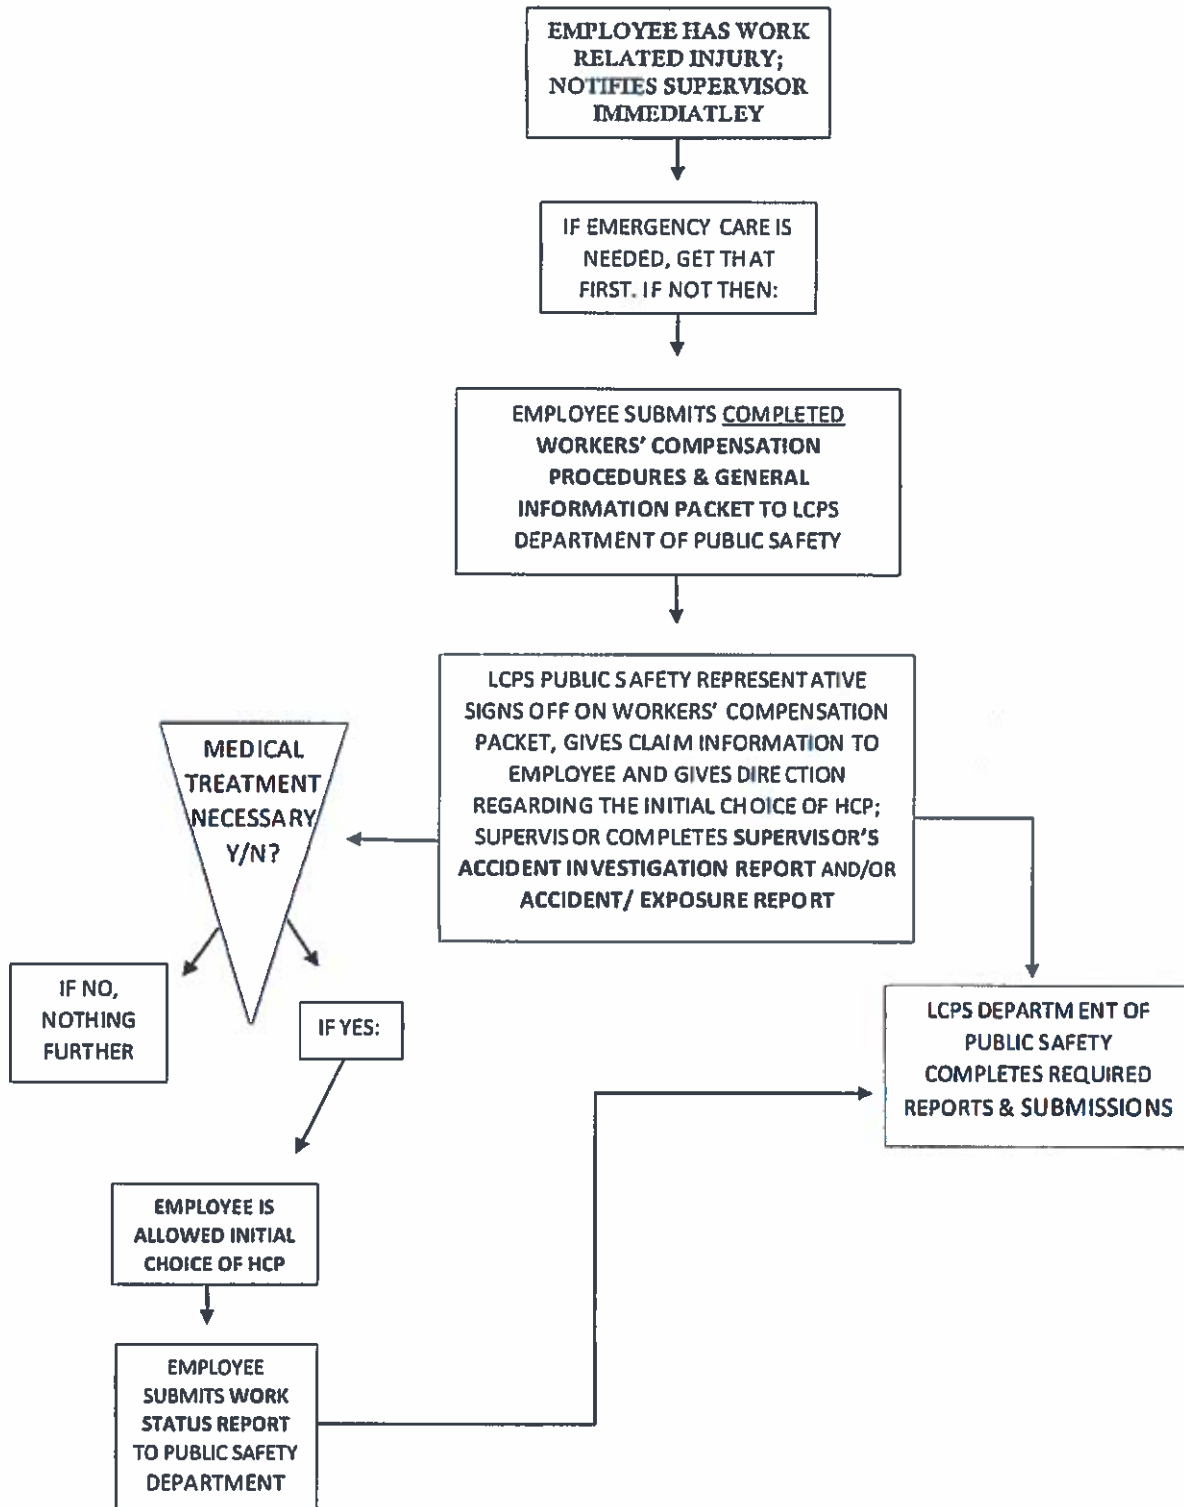 EMPLOYEE HAS WORK
RELATED INJURY;
NOTIFIES SUPERVISOR
IMMEDIATLEY
IF EMERGENCY CARE IS
NEEDED, GET THAT
FIRST. IF NOT THEN:
EMPLOYEE SUBMITS COMPLETED
WORKERS' COMPENSATION
PROCEDURES & GENERAL
INFORMATION PACKET TO LCPS
DEPARTMENT OF PUBLIC SAFETY
LCPS PUBLIC SAFETY REPRESENTATIVE
SIGNS OFF ON WORKERS' COMPENSATION
PACKET, GIVES CLAIM INFORMATION TO
EMPLOYEE AND GIVES DIRECTION
REGARDING THE INITIAL CHOICE OF HCP;
SUPERVISOR COMPLETES SUPERVISOR'S
ACCIDENT INVESTIGATION REPORT AND/OR
ACCIDENT/ EXPOSURE REPORT
MEDICAL
TREATMENT
NECESSARY
Y/N?
IF NO,
NOTHING
FURTHER
IF YES:
LCPS DEPARTMENT OF
PUBLIC SAFETY
COMPLETES REQUIRED
REPORTS & SUBMISSIONS
EMPLOYEE IS
ALLOWED INITIAL
CHOICE OF HCP
EMPLOYEE
SUBMITS WORK
STATUS REPORT
TO PUBLIC SAFETY
DEPARTMENT